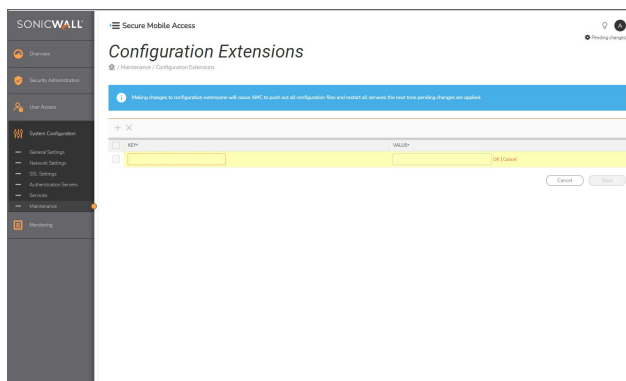 SONICWALL
Secure Mobile Access
A
Pending changes
Configuration Extensions
/ Maintenance / Configuration Extensions
Making changes to configuration extensions will cause AMC to push out all configuration files and restart all services the next time pending changes are applied.
KEY*
VALUE*
OK | Cancel
Cancel
Save
Overview
Security Administration
User Access
System Configuration
General Settings
Network Settings
SSL Settings
Authentication Servers
Services
Maintenance
Monitoring